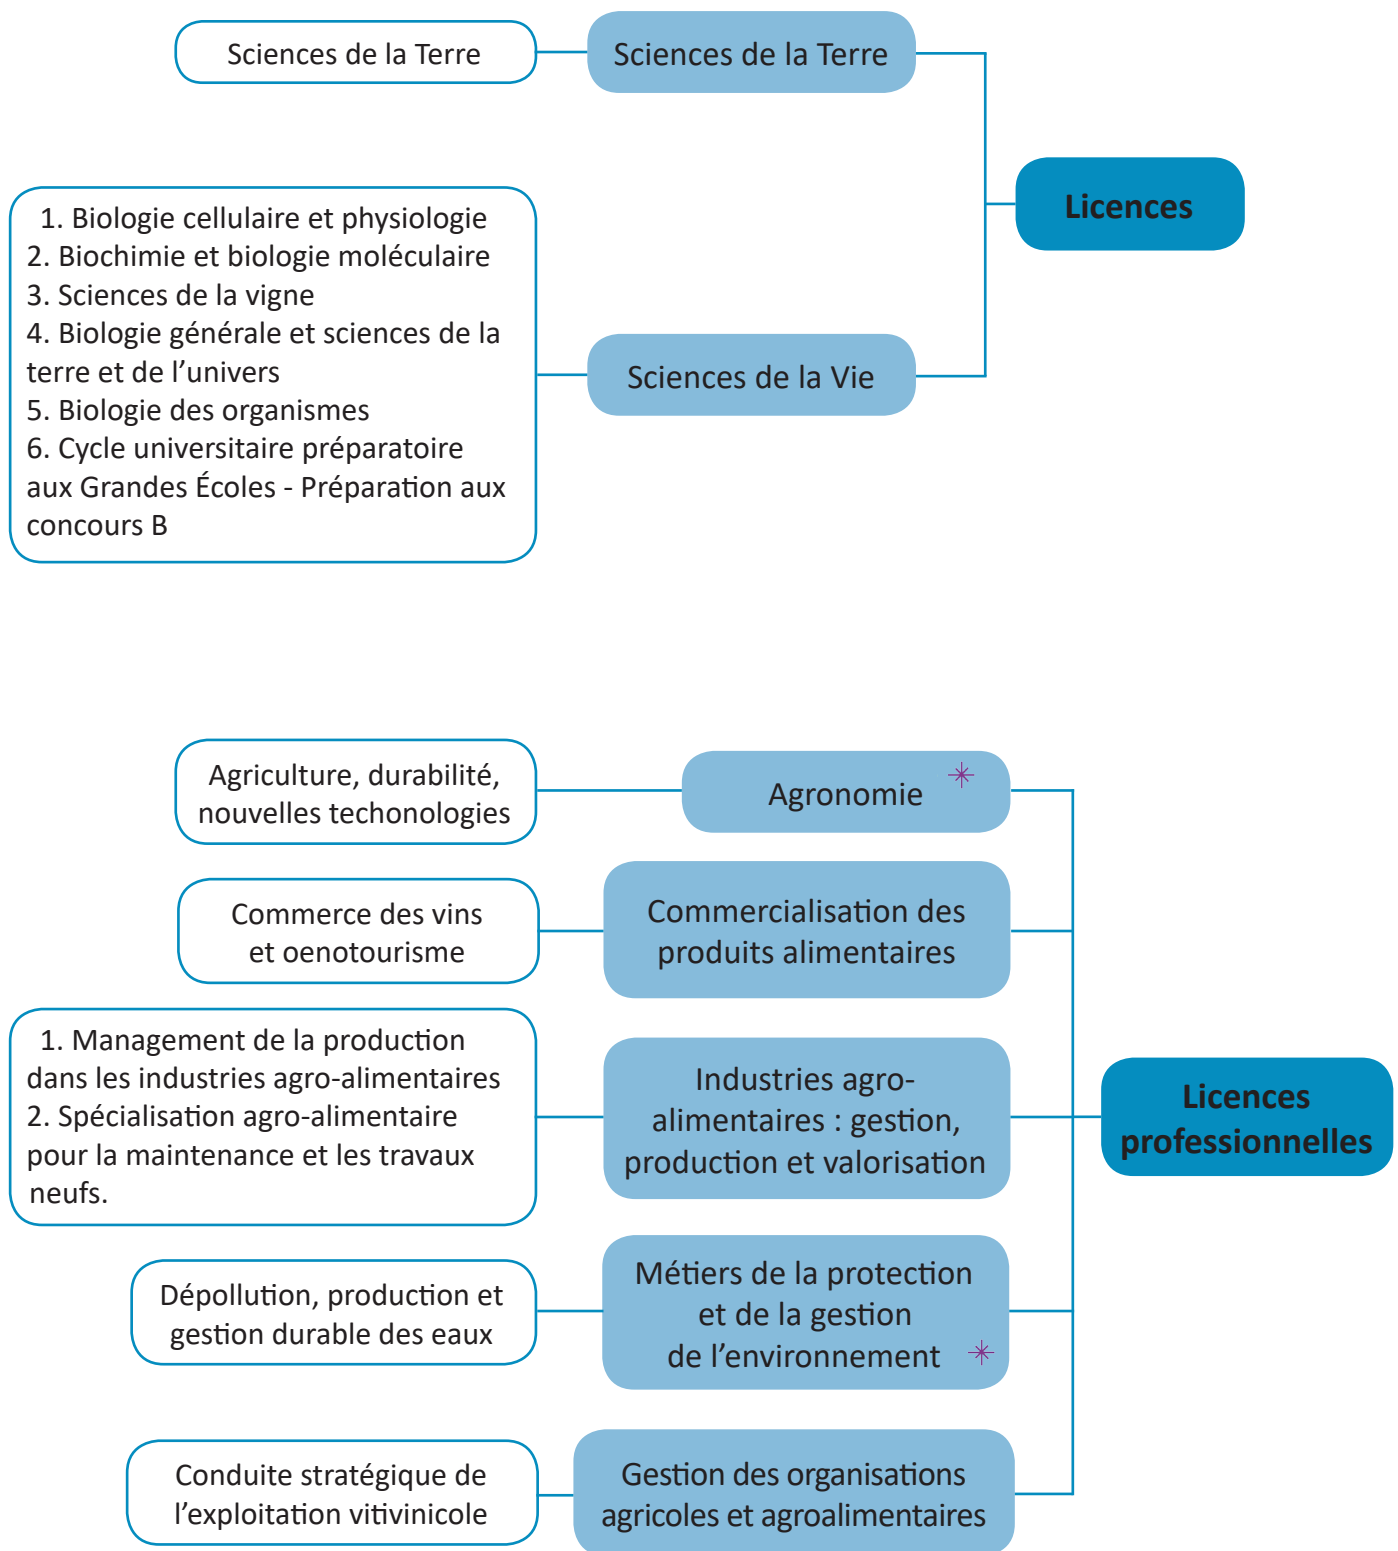 Sciences de la Terre
Sciences de la Terre
Licences
1. Biologie cellulaire et physiologie
2. Biochimie et biologie moléculaire
3. Sciences de la vigne
4. Biologie générale et sciences de la
terre et de l’univers
5. Biologie des organismes
6. Cycle universitaire préparatoire
aux Grandes Écoles - Préparation aux
concours B
Sciences de la Vie
Agriculture, durabilité,
nouvelles techonologies
Agronomie
Commerce des vins
et oenotourisme
Commercialisation des
produits alimentaires
1. Management de la production
dans les industries agro-alimentaires
2. Spécialisation agro-alimentaire
pour la maintenance et les travaux
neufs.
Industries agro-
alimentaires : gestion,
production et valorisation
Licences
professionnelles
Dépollution, production et
gestion durable des eaux
Métiers de la protection
et de la gestion
de l’environnement
Conduite stratégique de
l’exploitation vitivinicole
Gestion des organisations
agricoles et agroalimentaires